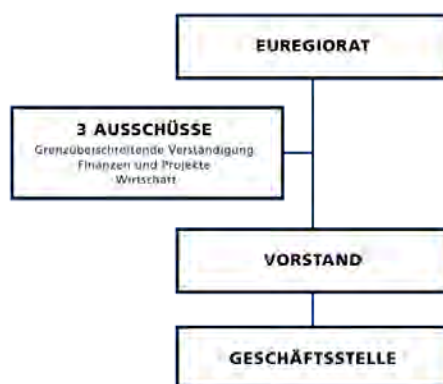 EUREGIORAT
3 AUSSCHÜSSE
Grenzüberschreitende Verständigung
Finanzen und Projekte
Wirtschaft
VORSTAND
GESCHÄFTSSTELLE